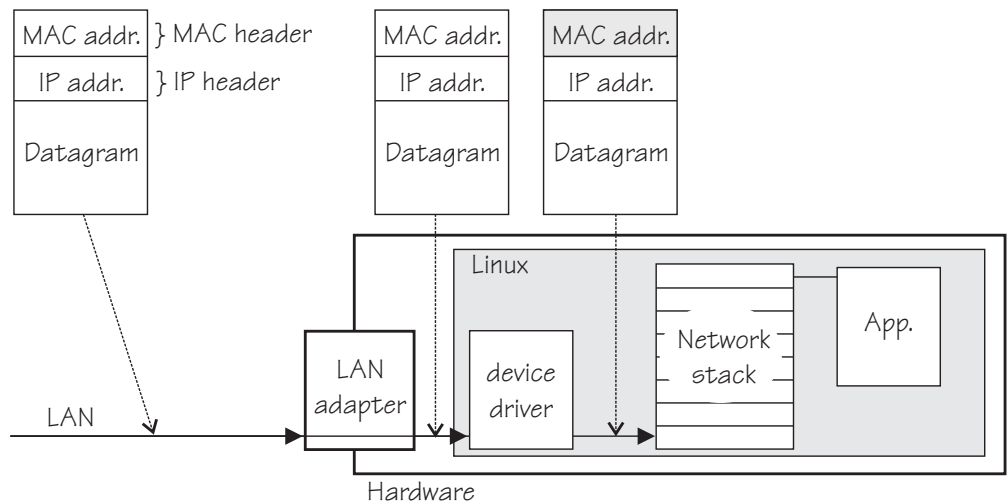 MAC addr.
} MAC header
IP addr.
} IP header
Datagram
MAC addr.
IP addr.
Datagram
MAC addr.
IP addr.
Datagram
Linux
LAN
adapter
device
driver
Network
stack
App.
LAN
Hardware